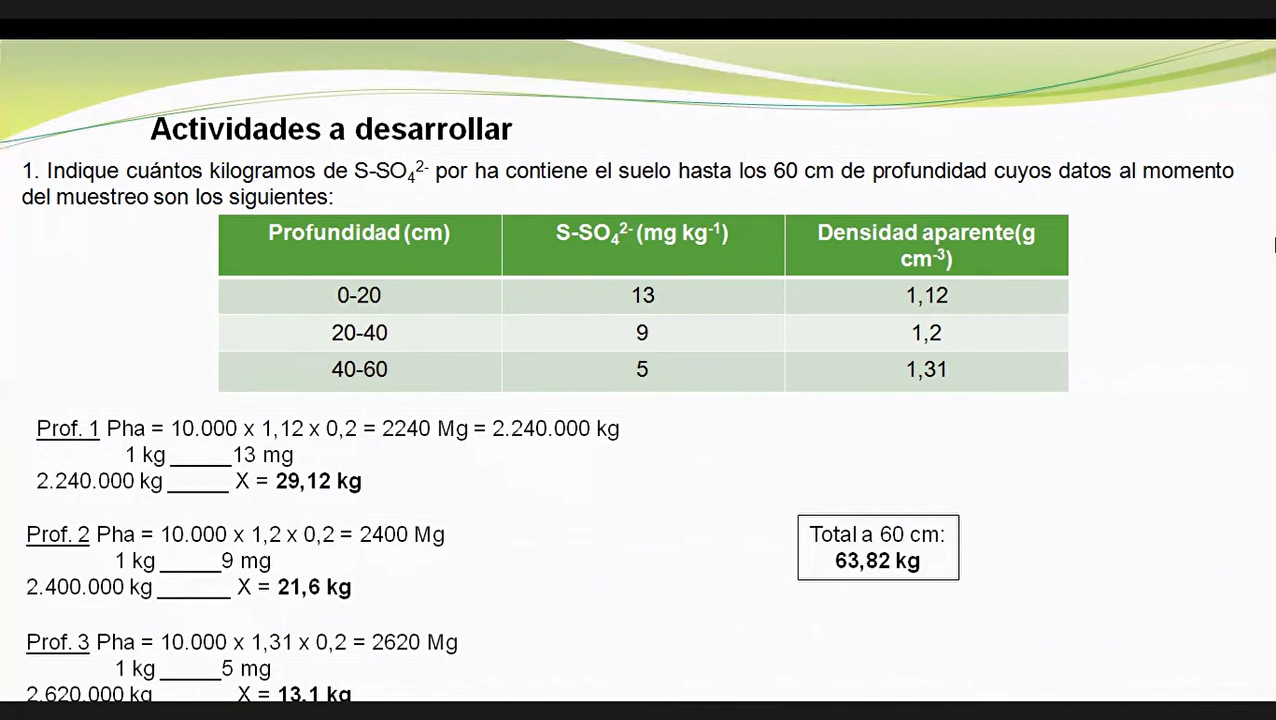 Actividades a desarrollar
1. Indique cuántos kilogramos de S-SO₄²⁻ por ha contiene el suelo hasta los 60 cm de profundidad cuyos datos al momento
del muestreo son los siguientes:
Profundidad (cm) S-SO₄²⁻ (mg kg⁻¹) Densidad aparente(g
cm⁻³)
0-20 13 1,12
20-40 9 1,2
40-60 5 1,31
Prof. 1 Pha = 10.000 x 1,12 x 0,2 = 2240 Mg = 2.240.000 kg
1 kg _____13 mg
2.240.000 kg _____ X = 29,12 kg
Prof. 2 Pha = 10.000 x 1,2 x 0,2 = 2400 Mg
1 kg _____9 mg
2.400.000 kg ______ X = 21,6 kg
Total a 60 cm:
63,82 kg
Prof. 3 Pha = 10.000 x 1,31 x 0,2 = 2620 Mg
1 kg _____5 mg
2.620.000 kg ______ X = 13,1 kg